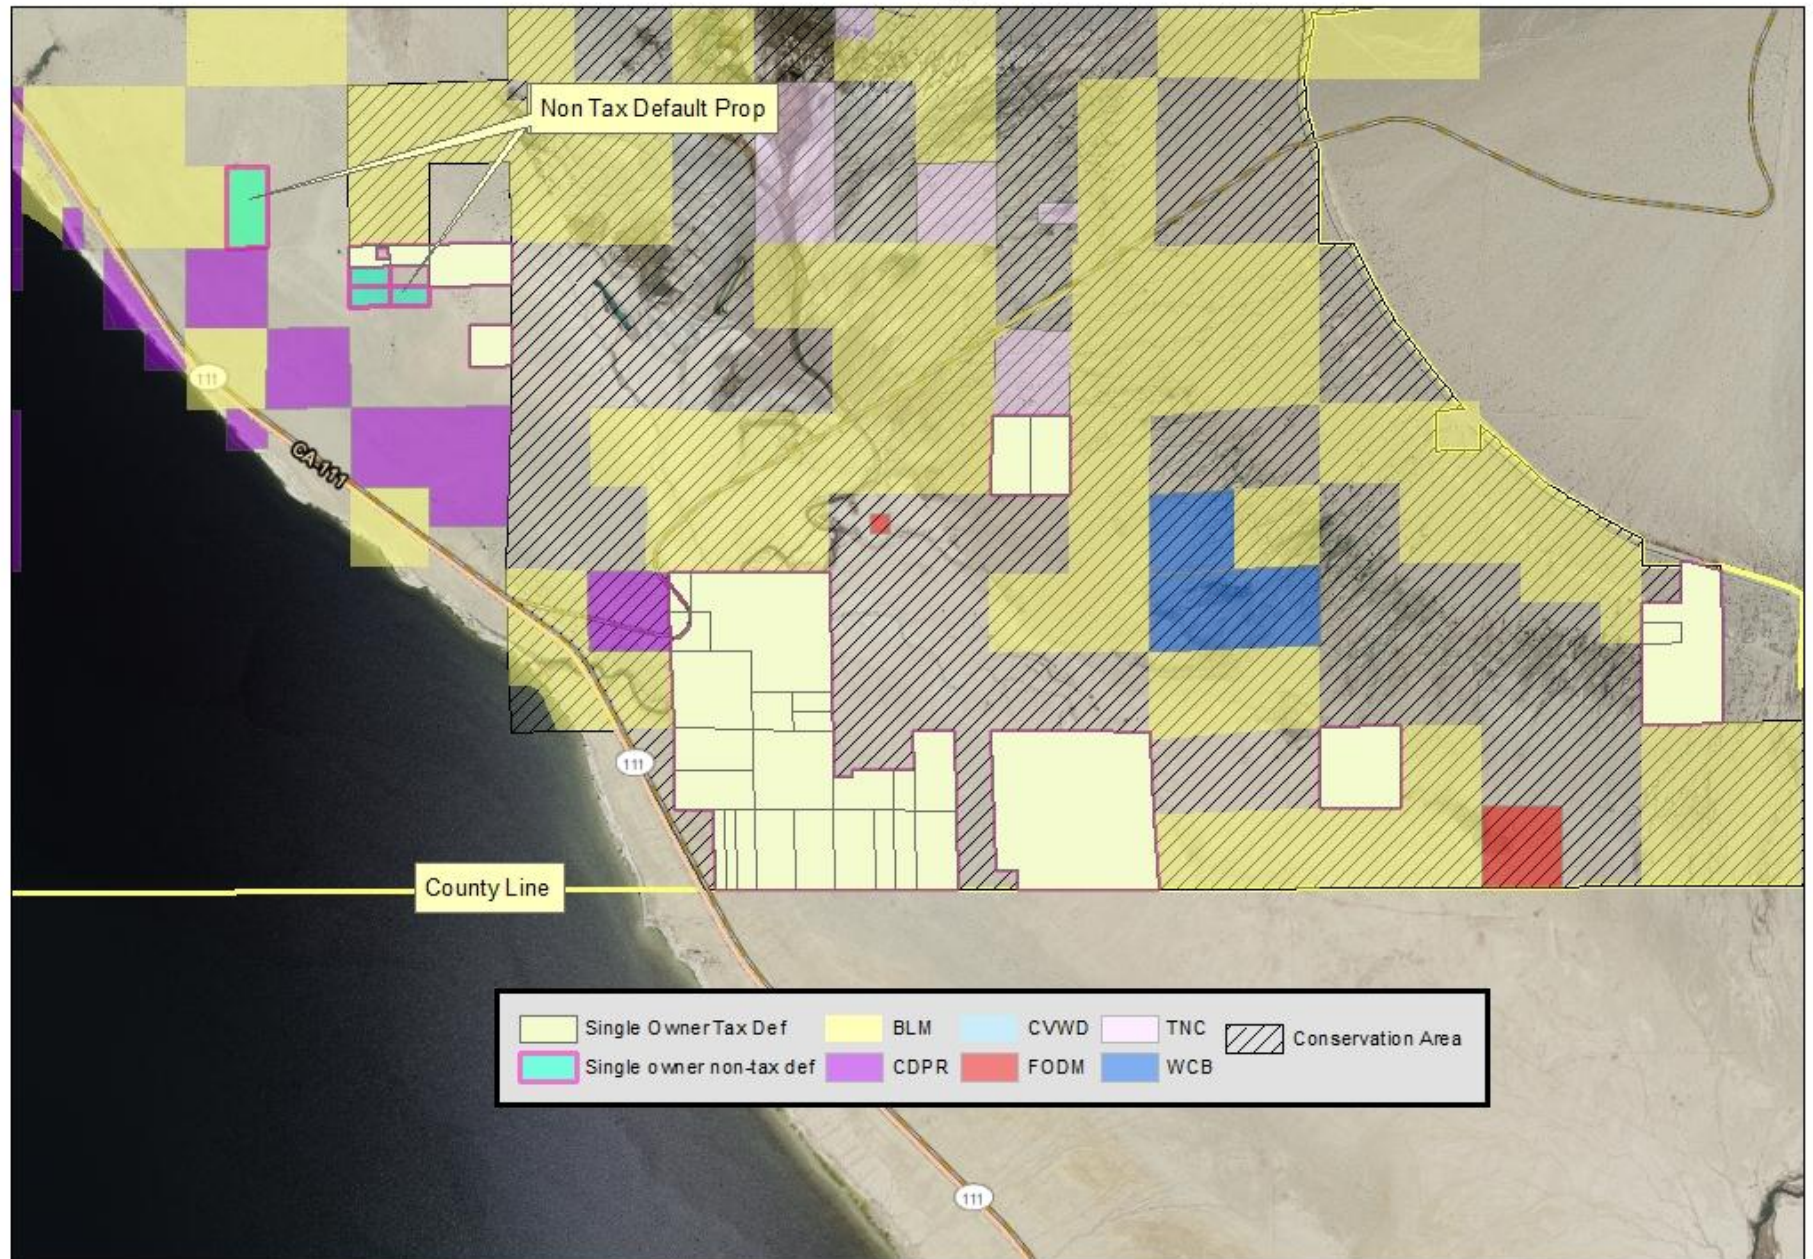 Non Tax Default Prop
111
CA-111
111
County Line
Single Owner Tax Def
BLM
CVWD
TNC
Conservation Area
Single owner non-tax def
CDPR
FODM
WCB
111